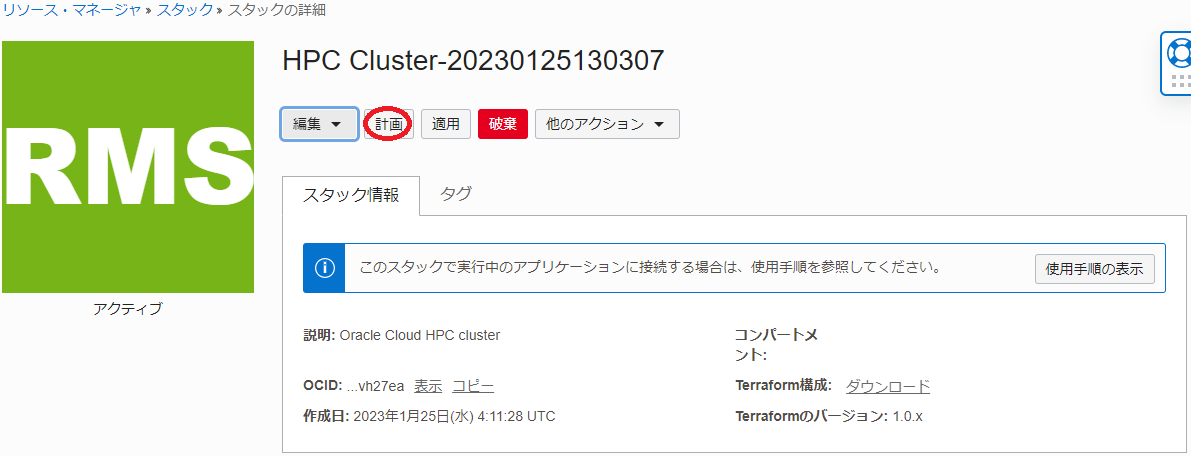 リソース・マネージャ » スタック » スタックの詳細
RMS
アクティブ
HPC Cluster-20230125130307
編集 計画 適用 破棄 他のアクション
スタック情報 タグ
このスタックで実行中のアプリケーションに接続する場合は、使用手順を参照してください。 使用手順の表示
説明: Oracle Cloud HPC cluster
コンパートメ
ント:
OCID: ...vh27ea 表示 コピー
Terraform構成: ダウンロード
作成日: 2023年1月25日(水) 4:11:28 UTC
Terraformのバージョン: 1.0.x